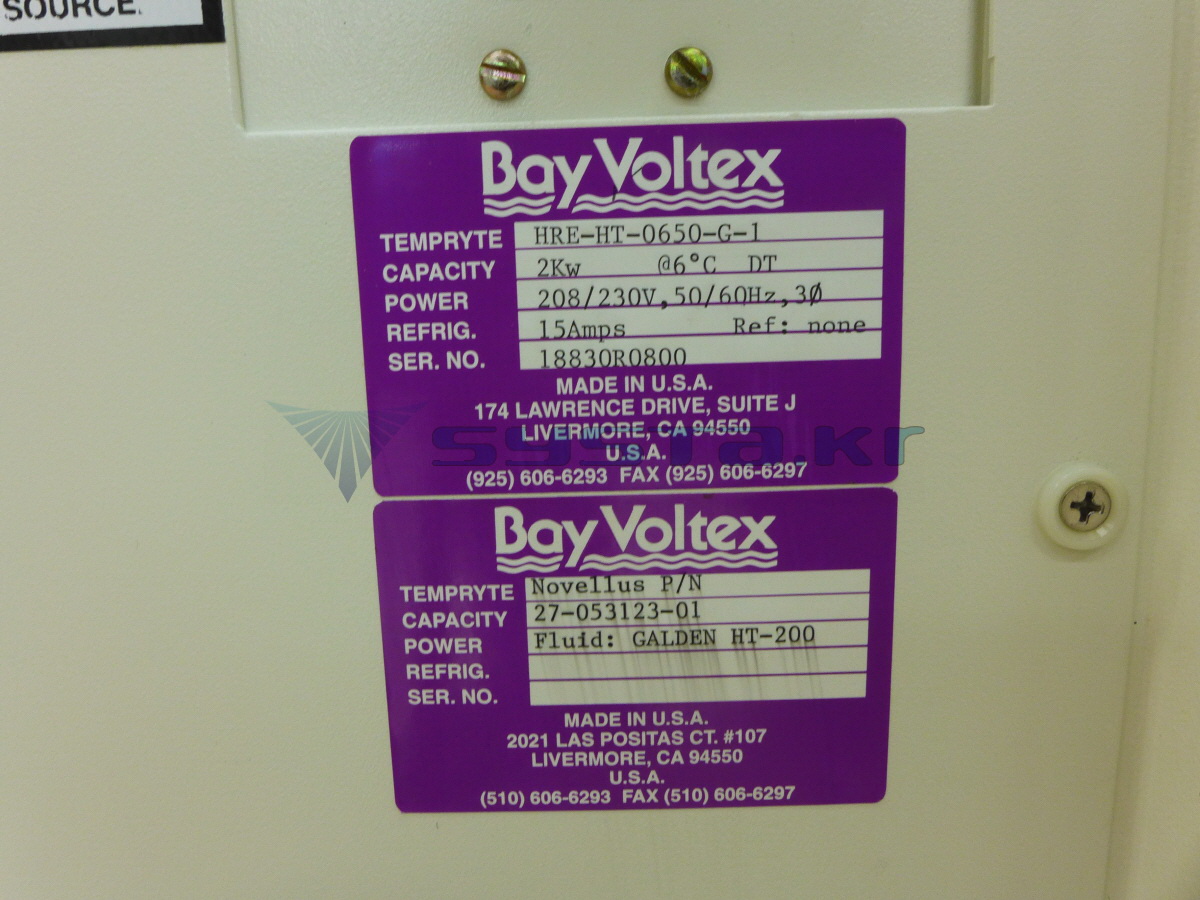 SOURCE.
Bay Voltex
TEMPRYTE HRE-HT-0650-G-1
CAPACITY 2Kw @6°C DT
POWER 208/230V,50/60Hz,3Ø
REFRIG. 15Amps Ref: none
SER. NO. 18830R0800
MADE IN U.S.A.
174 LAWRENCE DRIVE, SUITE J
LIVERMORE, CA 94550
U.S.A.
(925) 606-6293 FAX (925) 606-6297
sysTa.kr
Bay Voltex
TEMPRYTE Novellus P/N
CAPACITY 27-053123-01
POWER Fluid: GALDEN HT-200
REFRIG.
SER. NO.
MADE IN U.S.A.
2021 LAS POSITAS CT. #107
LIVERMORE, CA 94550
U.S.A.
(510) 606-6293 FAX (510) 606-6297